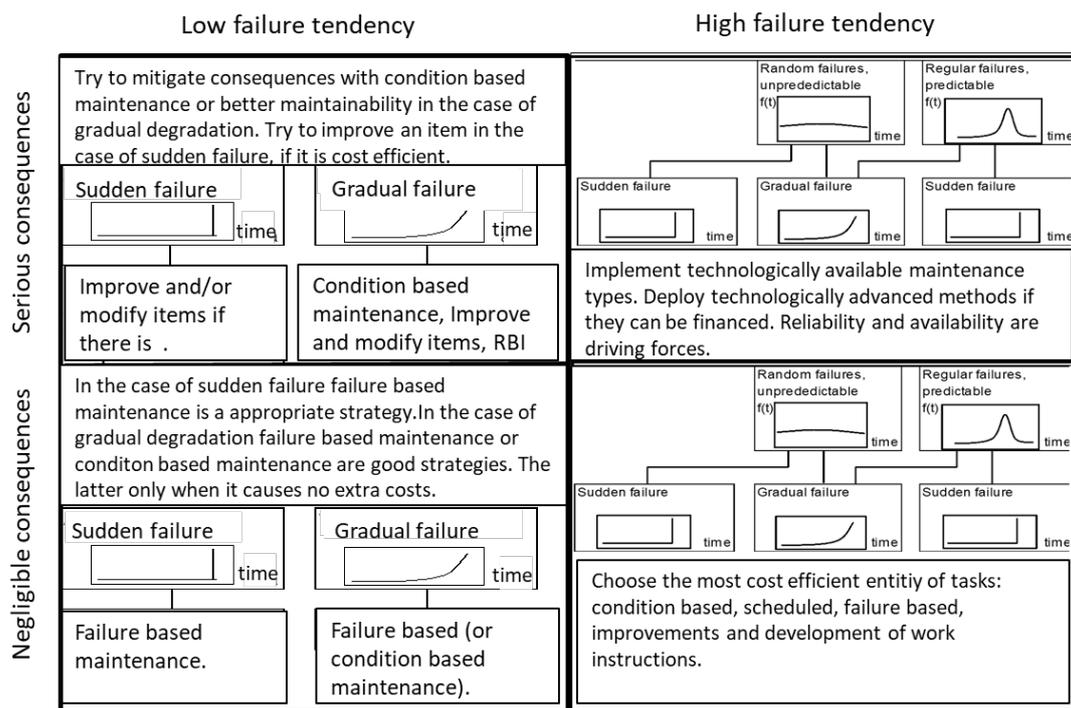 Low failure tendency
High failure tendency
Serious consequences
Try to mitigate consequences with condition based
maintenance or better maintainability in the case of
gradual degradation. Try to improve an item in the
case of sudden failure, if it is cost efficient.
Sudden failure
time
Gradual failure
time
Improve and/or
modify items if
there is .
Condition based
maintenance, Improve
and modify items, RBI
Random failures,
unprededictable
f(t)
time
Regular failures,
predictable
f(t)
time
Sudden failure
time
Gradual failure
time
Sudden failure
time
Implement technologically available maintenance
types. Deploy technologically advanced methods if
they can be financed. Reliability and availability are
driving forces.
Negligible consequences
In the case of sudden failure failure based
maintenance is a appropriate strategy.In the case of
gradual degradation failure based maintenance or
conditon based maintenance are good strategies. The
latter only when it causes no extra costs.
Sudden failure
time
Gradual failure
time
Failure based
maintenance.
Failure based (or
condition based
maintenance).
Random failures,
unprededictable
f(t)
time
Regular failures,
predictable
f(t)
time
Sudden failure
time
Gradual failure
time
Sudden failure
time
Choose the most cost efficient entitiy of tasks:
condition based, scheduled, failure based,
improvements and development of work
instructions.